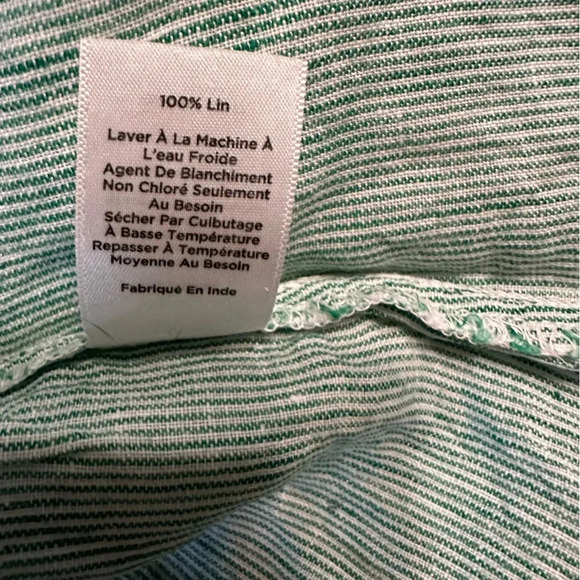 100% Lin
Laver À La Machine À
L'eau Froide
Agent De Blanchiment
Non Chloré Seulement
Au Besoin
Sécher Par Culbutage
À Basse Température
Repasser À Température
Moyenne Au Besoin
Fabriqué En Inde